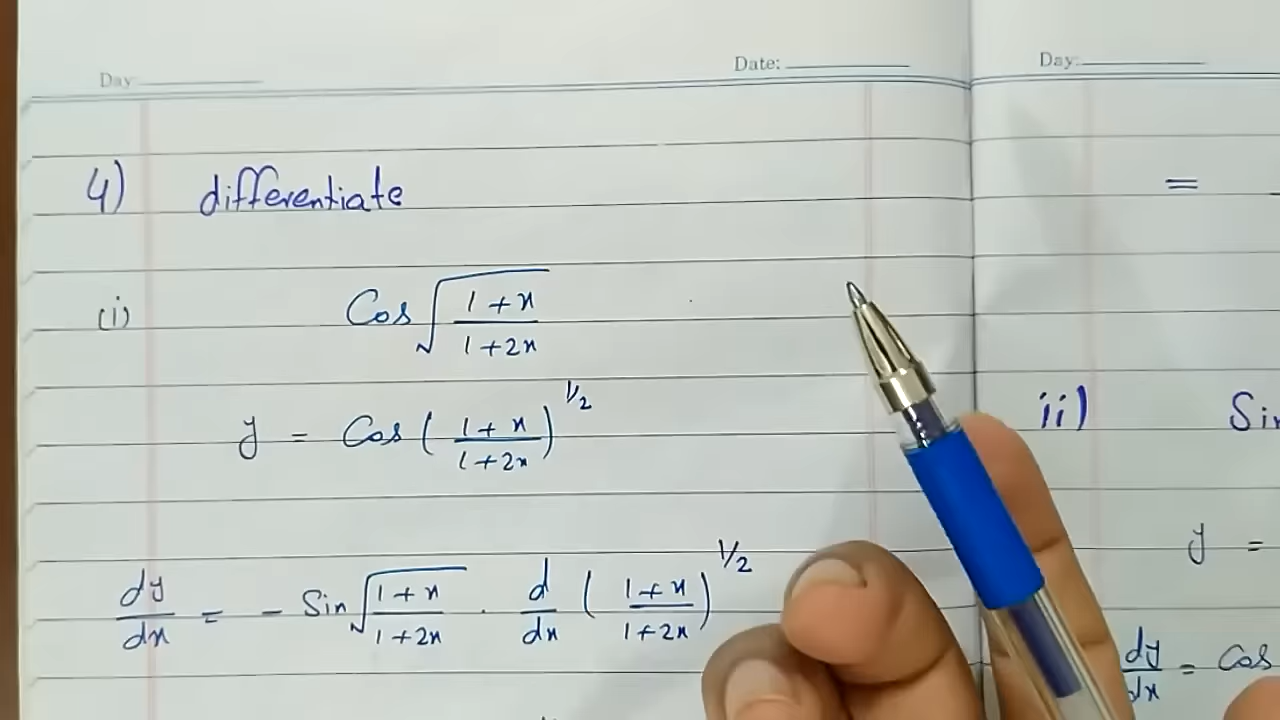 Day: Date:
4) differentiate
(i) Cos √((1+x)/(1+2x))
y = Cos ((1+x)/(1+2x))^1/2
dy/dx = - Sin √((1+x)/(1+2x)) . d/dx ((1+x)/(1+2x))^1/2
Day:
=
ii)
y =
dy/dx = Cos